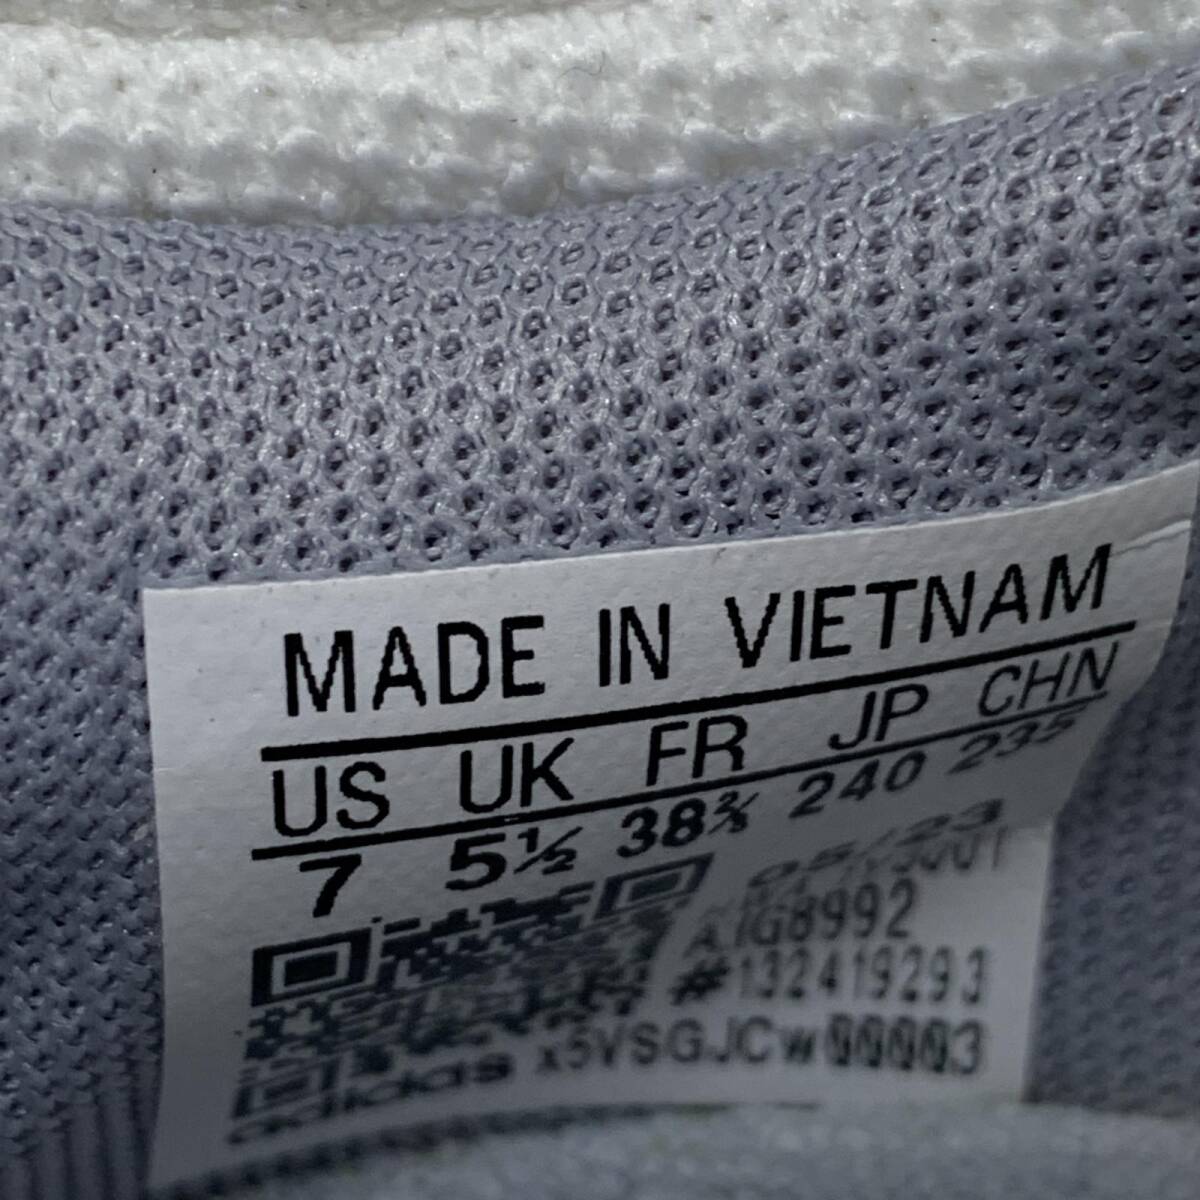 MADE IN VIETNAM
US UK FR JP CHN
7 5½ 38⅔ 240 235
05/23
IG8992
#132419293
adidas x5VSGJCw00003